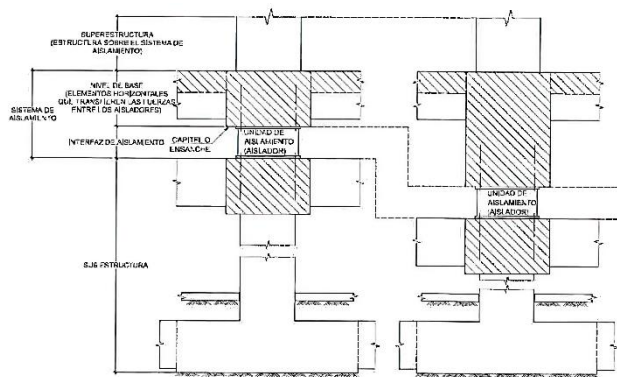 SUPERESTRUCTURA
(ESTRUCTURA SOBRE EL SISTEMA DE
AISLAMIENTO)
NIVEL DE BASE
(ELEMENTOS HORIZONTALES
QUE TRANSFIEREN LAS FUERZAS
ENTRE LOS AISLADORES)
SISTEMA DE
AISLAMIENTO
INTERFAZ DE AISLAMIENTO
CAPITEL O
ENSANCHE
UNIDAD DE
AISLAMIENTO
(AISLADOR)
UNIDAD DE
AISLAMIENTO
(AISLADOR)
SUBESTRUCTURA